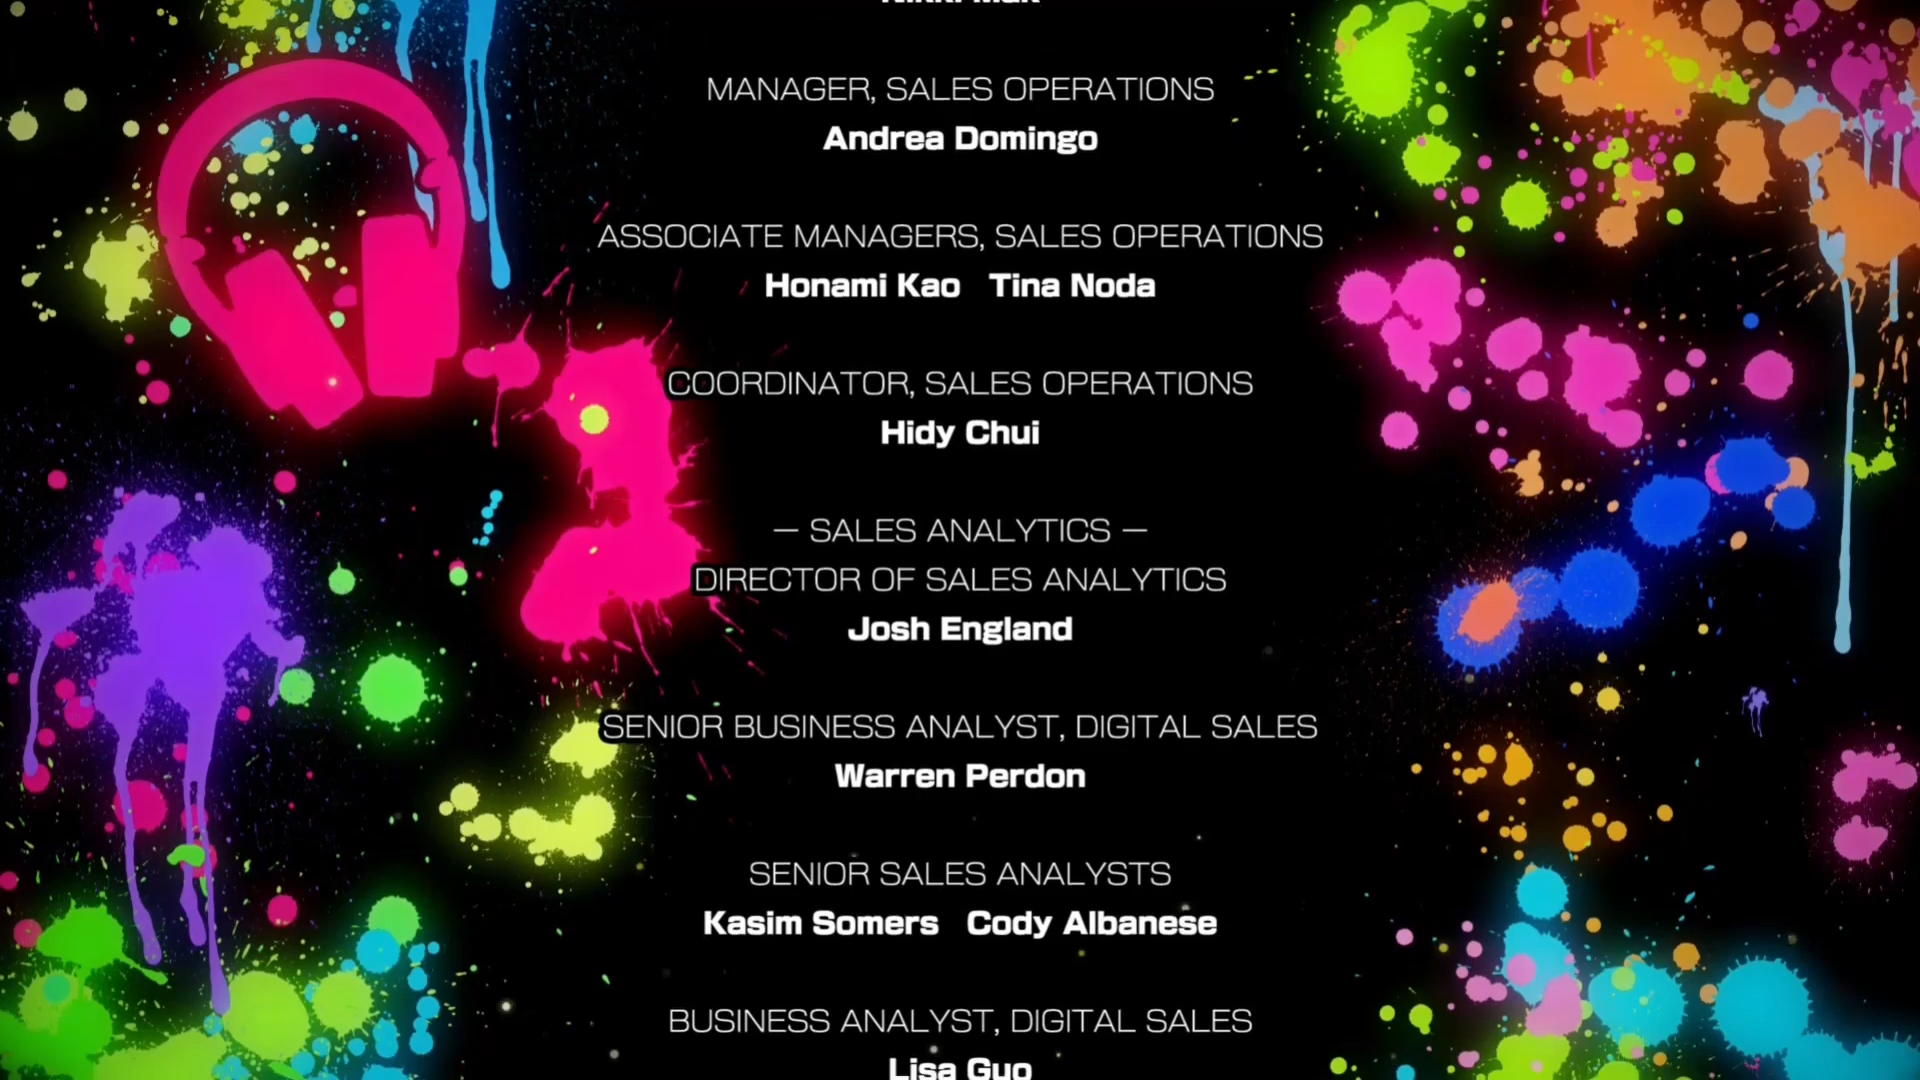 Nikki Mak
MANAGER, SALES OPERATIONS
Andrea Domingo
ASSOCIATE MANAGERS, SALES OPERATIONS
Honami Kao   Tina Noda
COORDINATOR, SALES OPERATIONS
Hidy Chui
— SALES ANALYTICS —
DIRECTOR OF SALES ANALYTICS
Josh England
SENIOR BUSINESS ANALYST, DIGITAL SALES
Warren Perdon
SENIOR SALES ANALYSTS
Kasim Somers   Cody Albanese
BUSINESS ANALYST, DIGITAL SALES
Lisa Guo